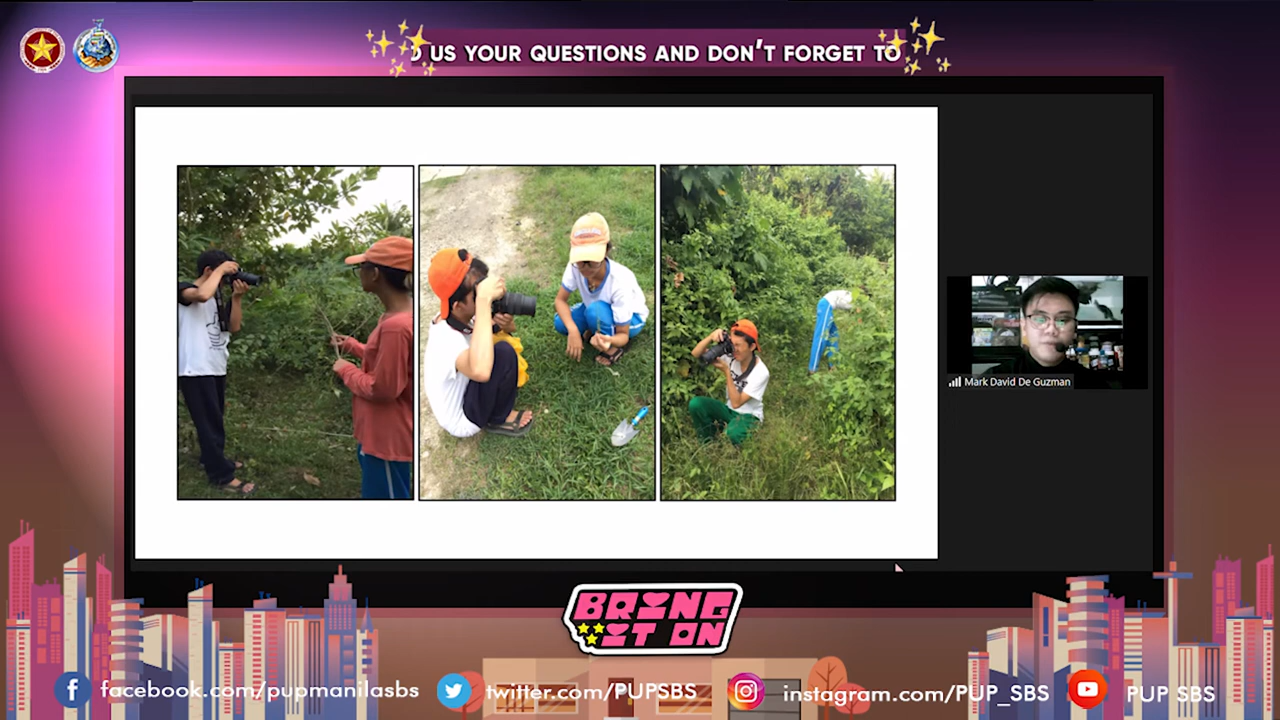 US YOUR QUESTIONS AND DON'T FORGET TO
Mark David De Guzman
BRING
IT ON
facebook.com/pupmanilasbs
twitter.com/PUPSBS
instagram.com/PUP_SBS
PUP SBS